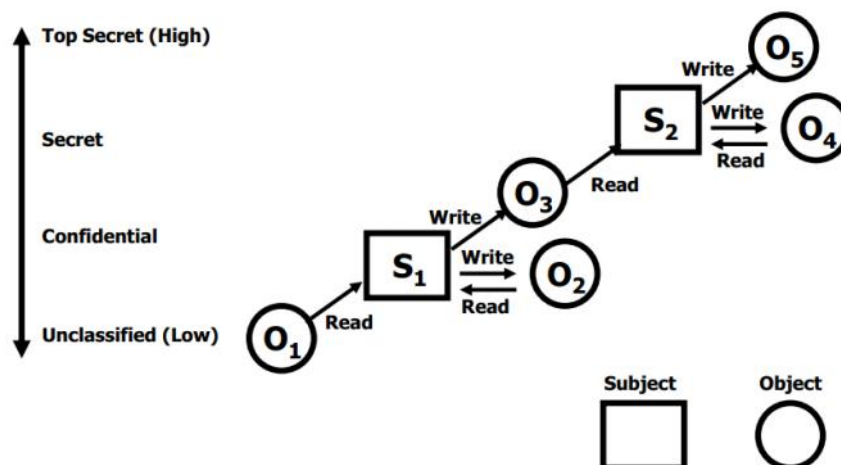 Top Secret (High)
O5
Write
S2
Write
Secret
Read
O4
O3
Read
Write
Confidential
S1
Write
O2
Read
Unclassified (Low)
O1
Read
Subject
Object